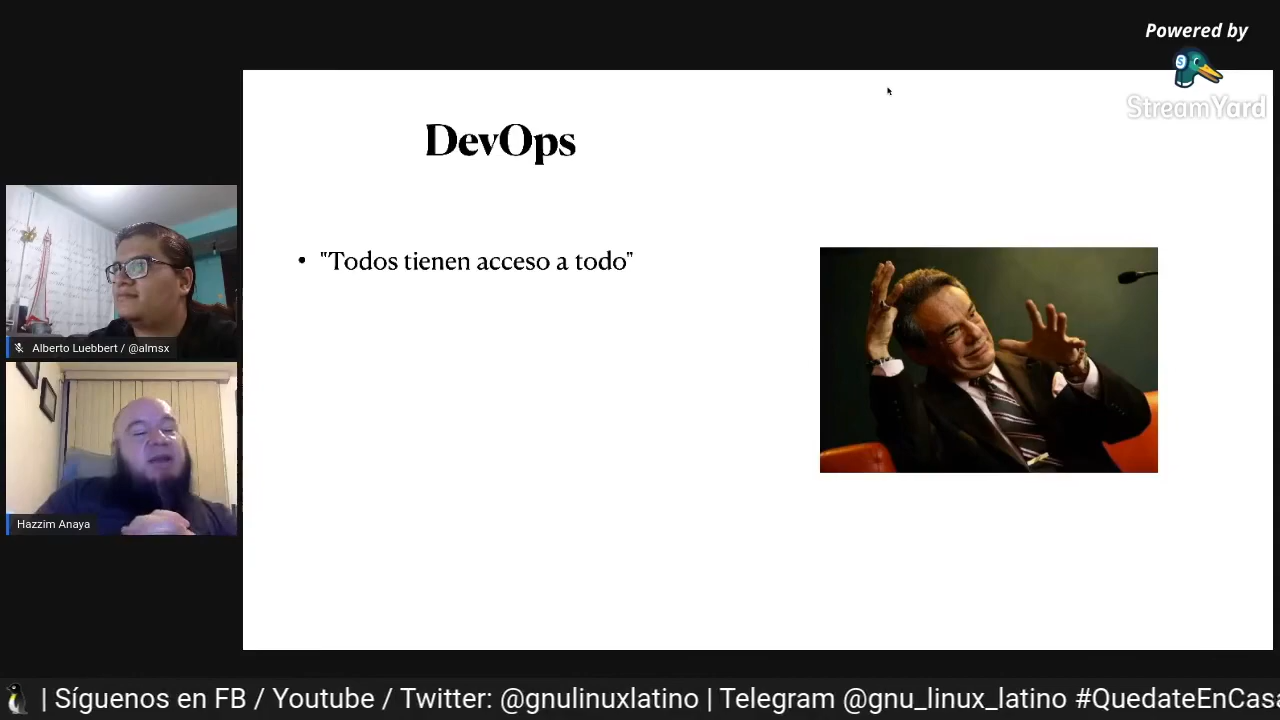 Powered by
StreamYard
DevOps
• "Todos tienen acceso a todo"
Alberto Luebbert / @almsx
Hazzim Anaya
| Síguenos en FB / Youtube / Twitter: @gnulinuxlatino | Telegram @gnu_linux_latino #QuedateEnCasa